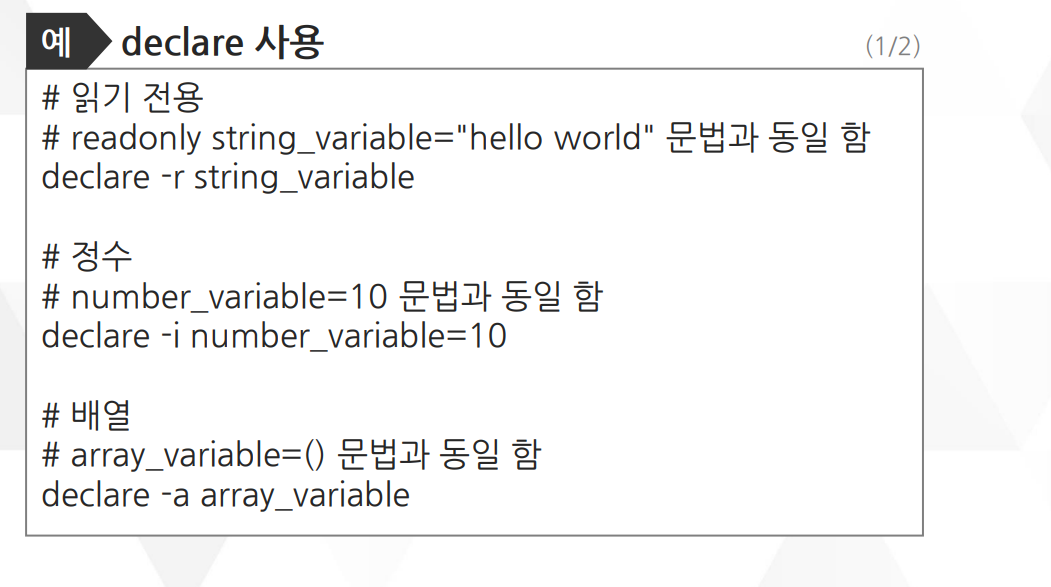 예 declare 사용 (1/2)
# 읽기 전용
# readonly string_variable="hello world" 문법과 동일 함
declare -r string_variable
# 정수
# number_variable=10 문법과 동일 함
declare -i number_variable=10
# 배열
# array_variable=() 문법과 동일 함
declare -a array_variable